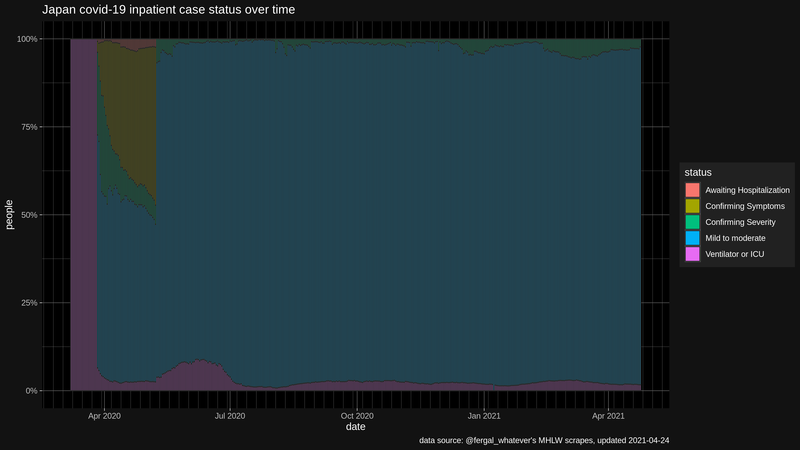 Japan covid-19 inpatient case status over time
100%
75%
50%
25%
0%
people
Apr 2020
Jul 2020
Oct 2020
Jan 2021
Apr 2021
date
status
Awaiting Hospitalization
Confirming Symptoms
Confirming Severity
Mild to moderate
Ventilator or ICU
data source: @fergal_whatever's MHLW scrapes, updated 2021-04-24